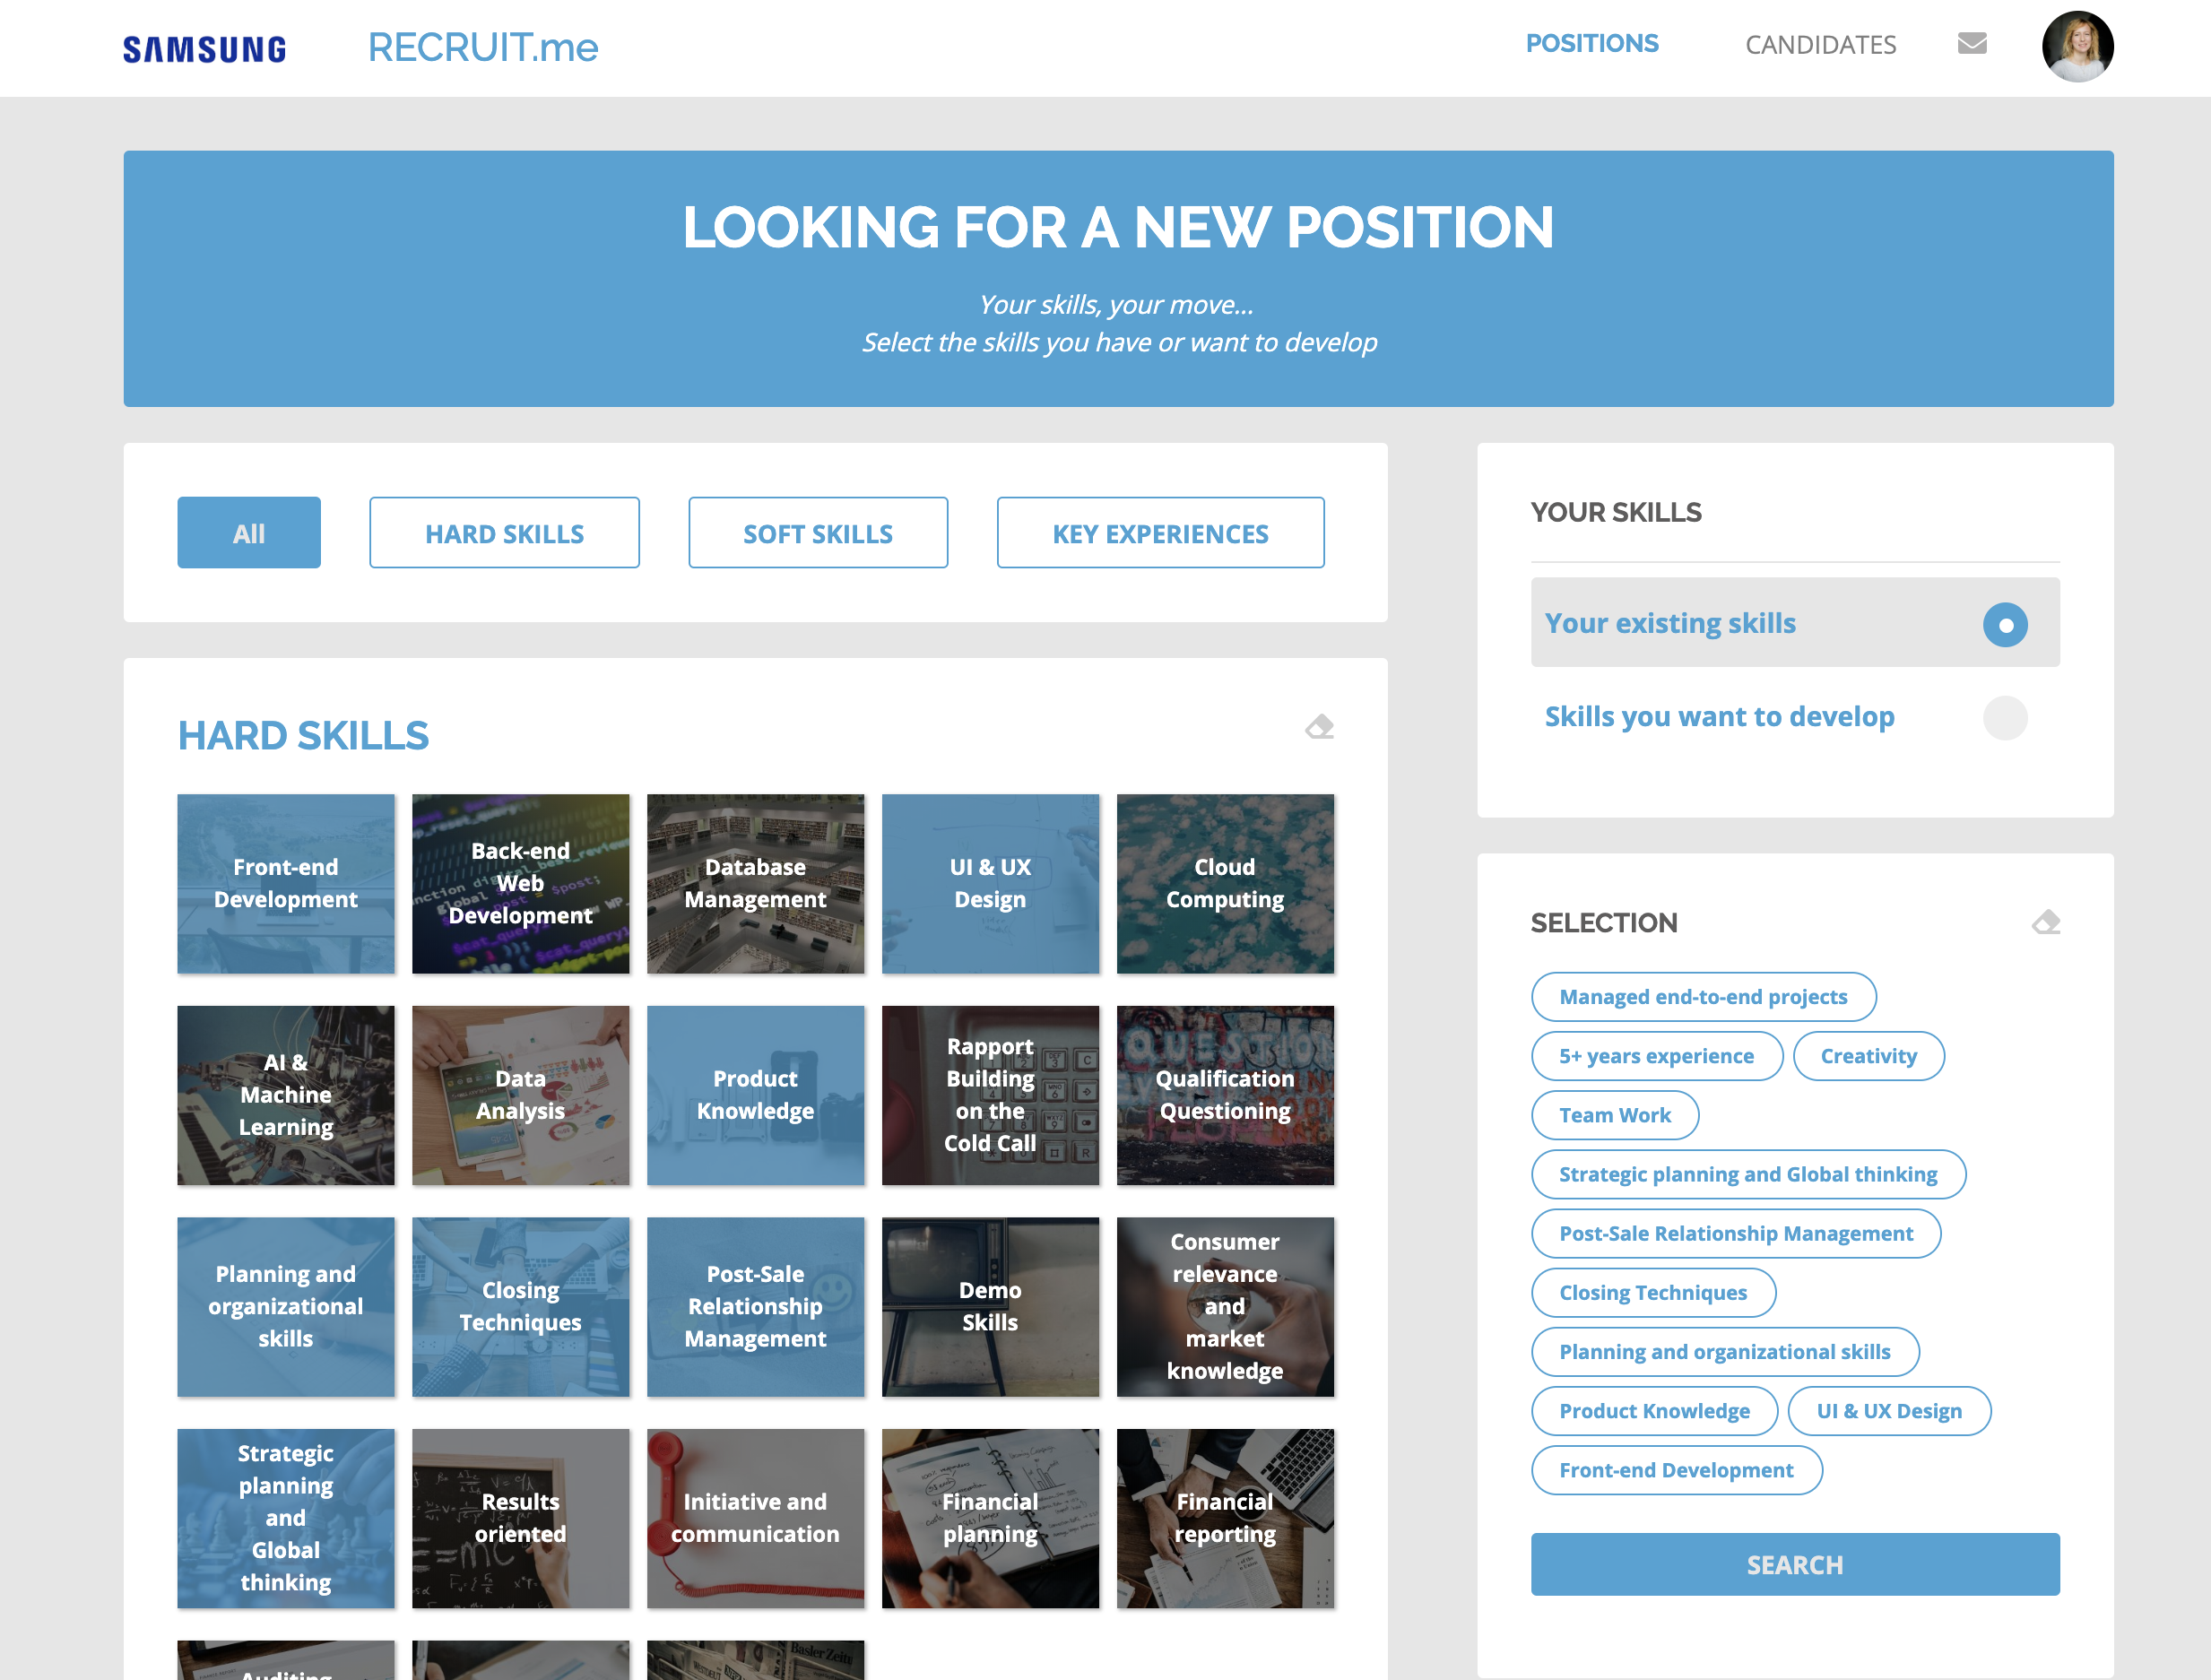 SAMSUNG
RECRUIT.me
POSITIONS
CANDIDATES
LOOKING FOR A NEW POSITION
Your skills, your move...
Select the skills you have or want to develop
All
HARD SKILLS
SOFT SKILLS
KEY EXPERIENCES
HARD SKILLS
Front-end
Development
Back-end
Web
Development
Database
Management
UI & UX
Design
Cloud
Computing
AI &
Machine
Learning
Data
Analysis
Product
Knowledge
Rapport
Building
on the
Cold Call
Qualification
Questioning
Planning and
organizational
skills
Closing
Techniques
Post-Sale
Relationship
Management
Demo
Skills
Consumer
relevance
and
market
knowledge
Strategic
planning
and
Global
thinking
Results
oriented
Initiative and
communication
Financial
planning
Financial
reporting
Auditing
YOUR SKILLS
Your existing skills
Skills you want to develop
SELECTION
Managed end-to-end projects
5+ years experience
Creativity
Team Work
Strategic planning and Global thinking
Post-Sale Relationship Management
Closing Techniques
Planning and organizational skills
Product Knowledge
UI & UX Design
Front-end Development
SEARCH